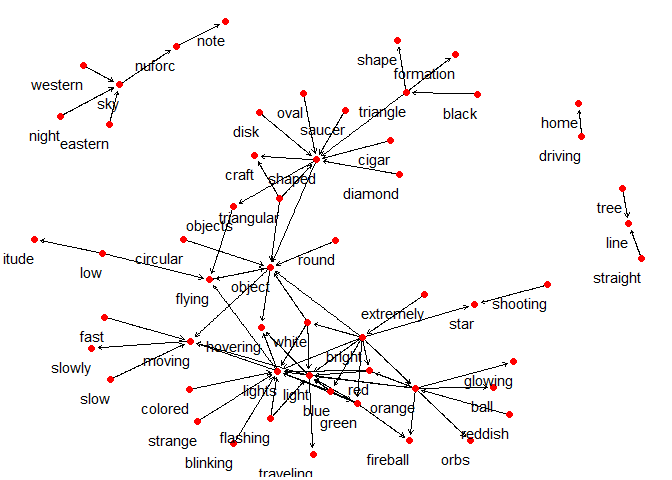 note
nuforc
western
shape
formation
sky
oval
triangle
black
home
night
eastern
disk
saucer
driving
cigar
craft
shaped
diamond
tree
triangular
objects
line
itude
low
circular
round
straight
flying
object
extremely
shooting
star
fast
slowly
moving
hovering
white
bright
slow
lights
light
red
glowing
colored
blue
orange
ball
green
strange
flashing
reddish
blinking
traveling
fireball
orbs